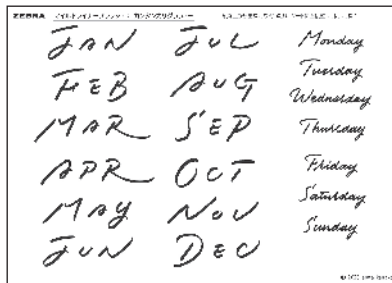 ZEBRA
JAN JUL Monday
FEB AUG Tuesday
Wednesday
MAR SEP Thursday
APR OCT Friday
MAY NOV Saturday
JUN DEC Sunday